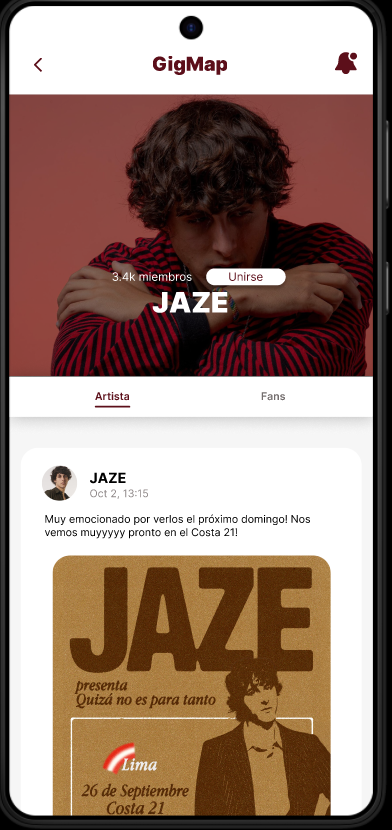 GigMap
3.4k miembros
Unirse
JAZE
Artista
Fans
JAZE
Oct 2, 13:15
Muy emocionado por verlos el próximo domingo! Nos
vemos muyyyyy pronto en el Costa 21!
JAZE
presenta
Quizá no es para tanto
Lima
26 de Septiembre
Costa 21